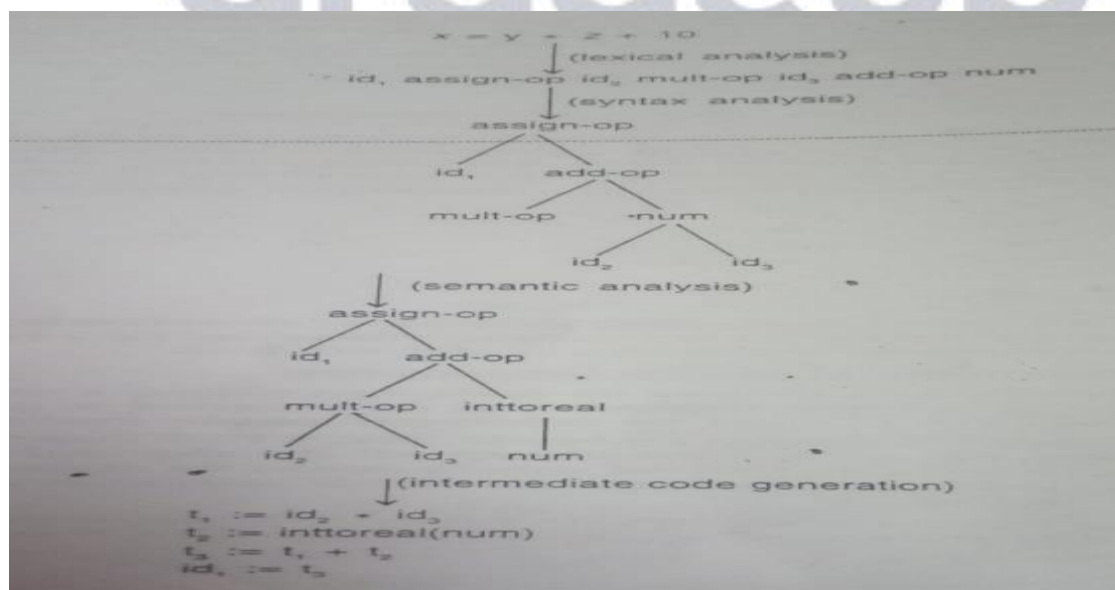 x = y * z + 10
(lexical analysis)
id₁ assign-op id₂ mult-op id₃ add-op num
(syntax analysis)
assign-op
id₁ add-op
mult-op num
id₂ id₃
(semantic analysis)
assign-op
id₁ add-op
mult-op inttoreal
id₂ id₃ num
(intermediate code generation)
t₁ := id₂ * id₃
t₂ := inttoreal(num)
t₃ := t₁ + t₂
id₁ := t₃